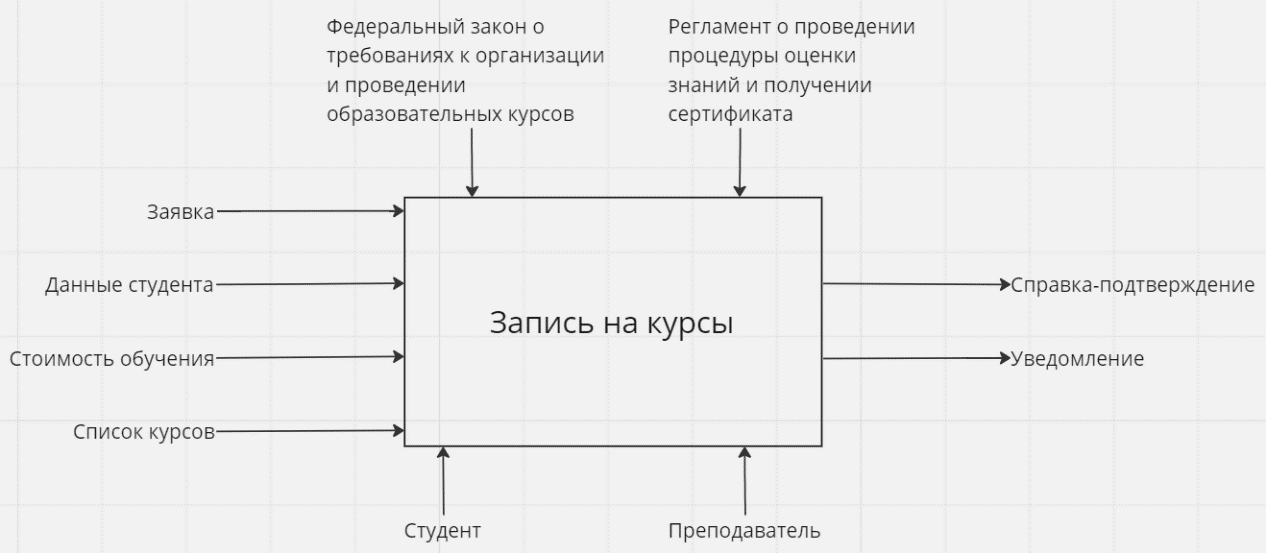 Федеральный закон о
требованиях к организации
и проведении
образовательных курсов
Регламент о проведении
процедуры оценки
знаний и получении
сертификата
Заявка
Данные студента
Стоимость обучения
Список курсов
Запись на курсы
Справка-подтверждение
Уведомление
Студент
Преподаватель